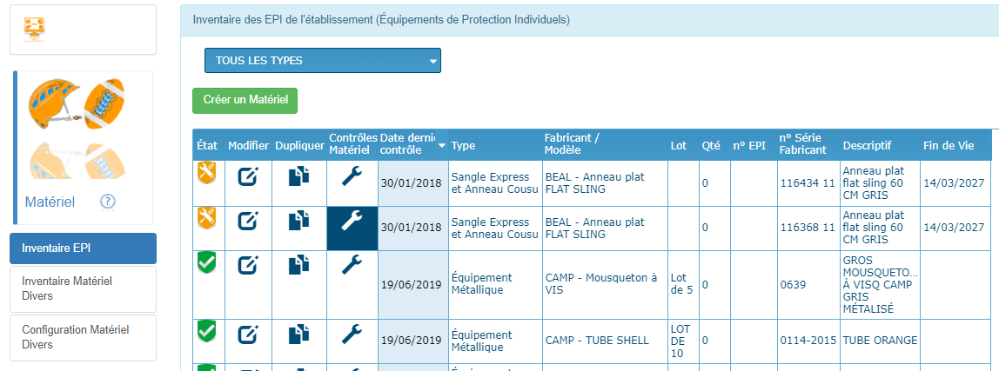 Inventaire des EPI de l'établissement (Équipements de Protection Individuels)
TOUS LES TYPES
Créer un Matériel
Matériel ?
Inventaire EPI
Inventaire Matériel
Divers
Configuration Matériel
Divers
État Modifier Dupliquer Contrôles Matériel Date derni contrôle Type Fabricant / Modèle Lot Qté n° EPI n° Série Fabricant Descriptif Fin de Vie
30/01/2018 Sangle Express et Anneau Cousu BEAL - Anneau plat FLAT SLING 0 116434 11 Anneau plat flat sling 60 CM GRIS 14/03/2027
30/01/2018 Sangle Express et Anneau Cousu BEAL - Anneau plat FLAT SLING 0 116368 11 Anneau plat flat sling 60 CM GRIS 14/03/2027
19/06/2019 Équipement Métallique CAMP - Mousqueton à VIS Lot de 5 0 0639 GROS MOUSQUETO... À VISQ CAMP GRIS MÉTALISÉ
19/06/2019 Équipement Métallique CAMP - TUBE SHELL LOT DE 10 0 0114-2015 TUBE ORANGE